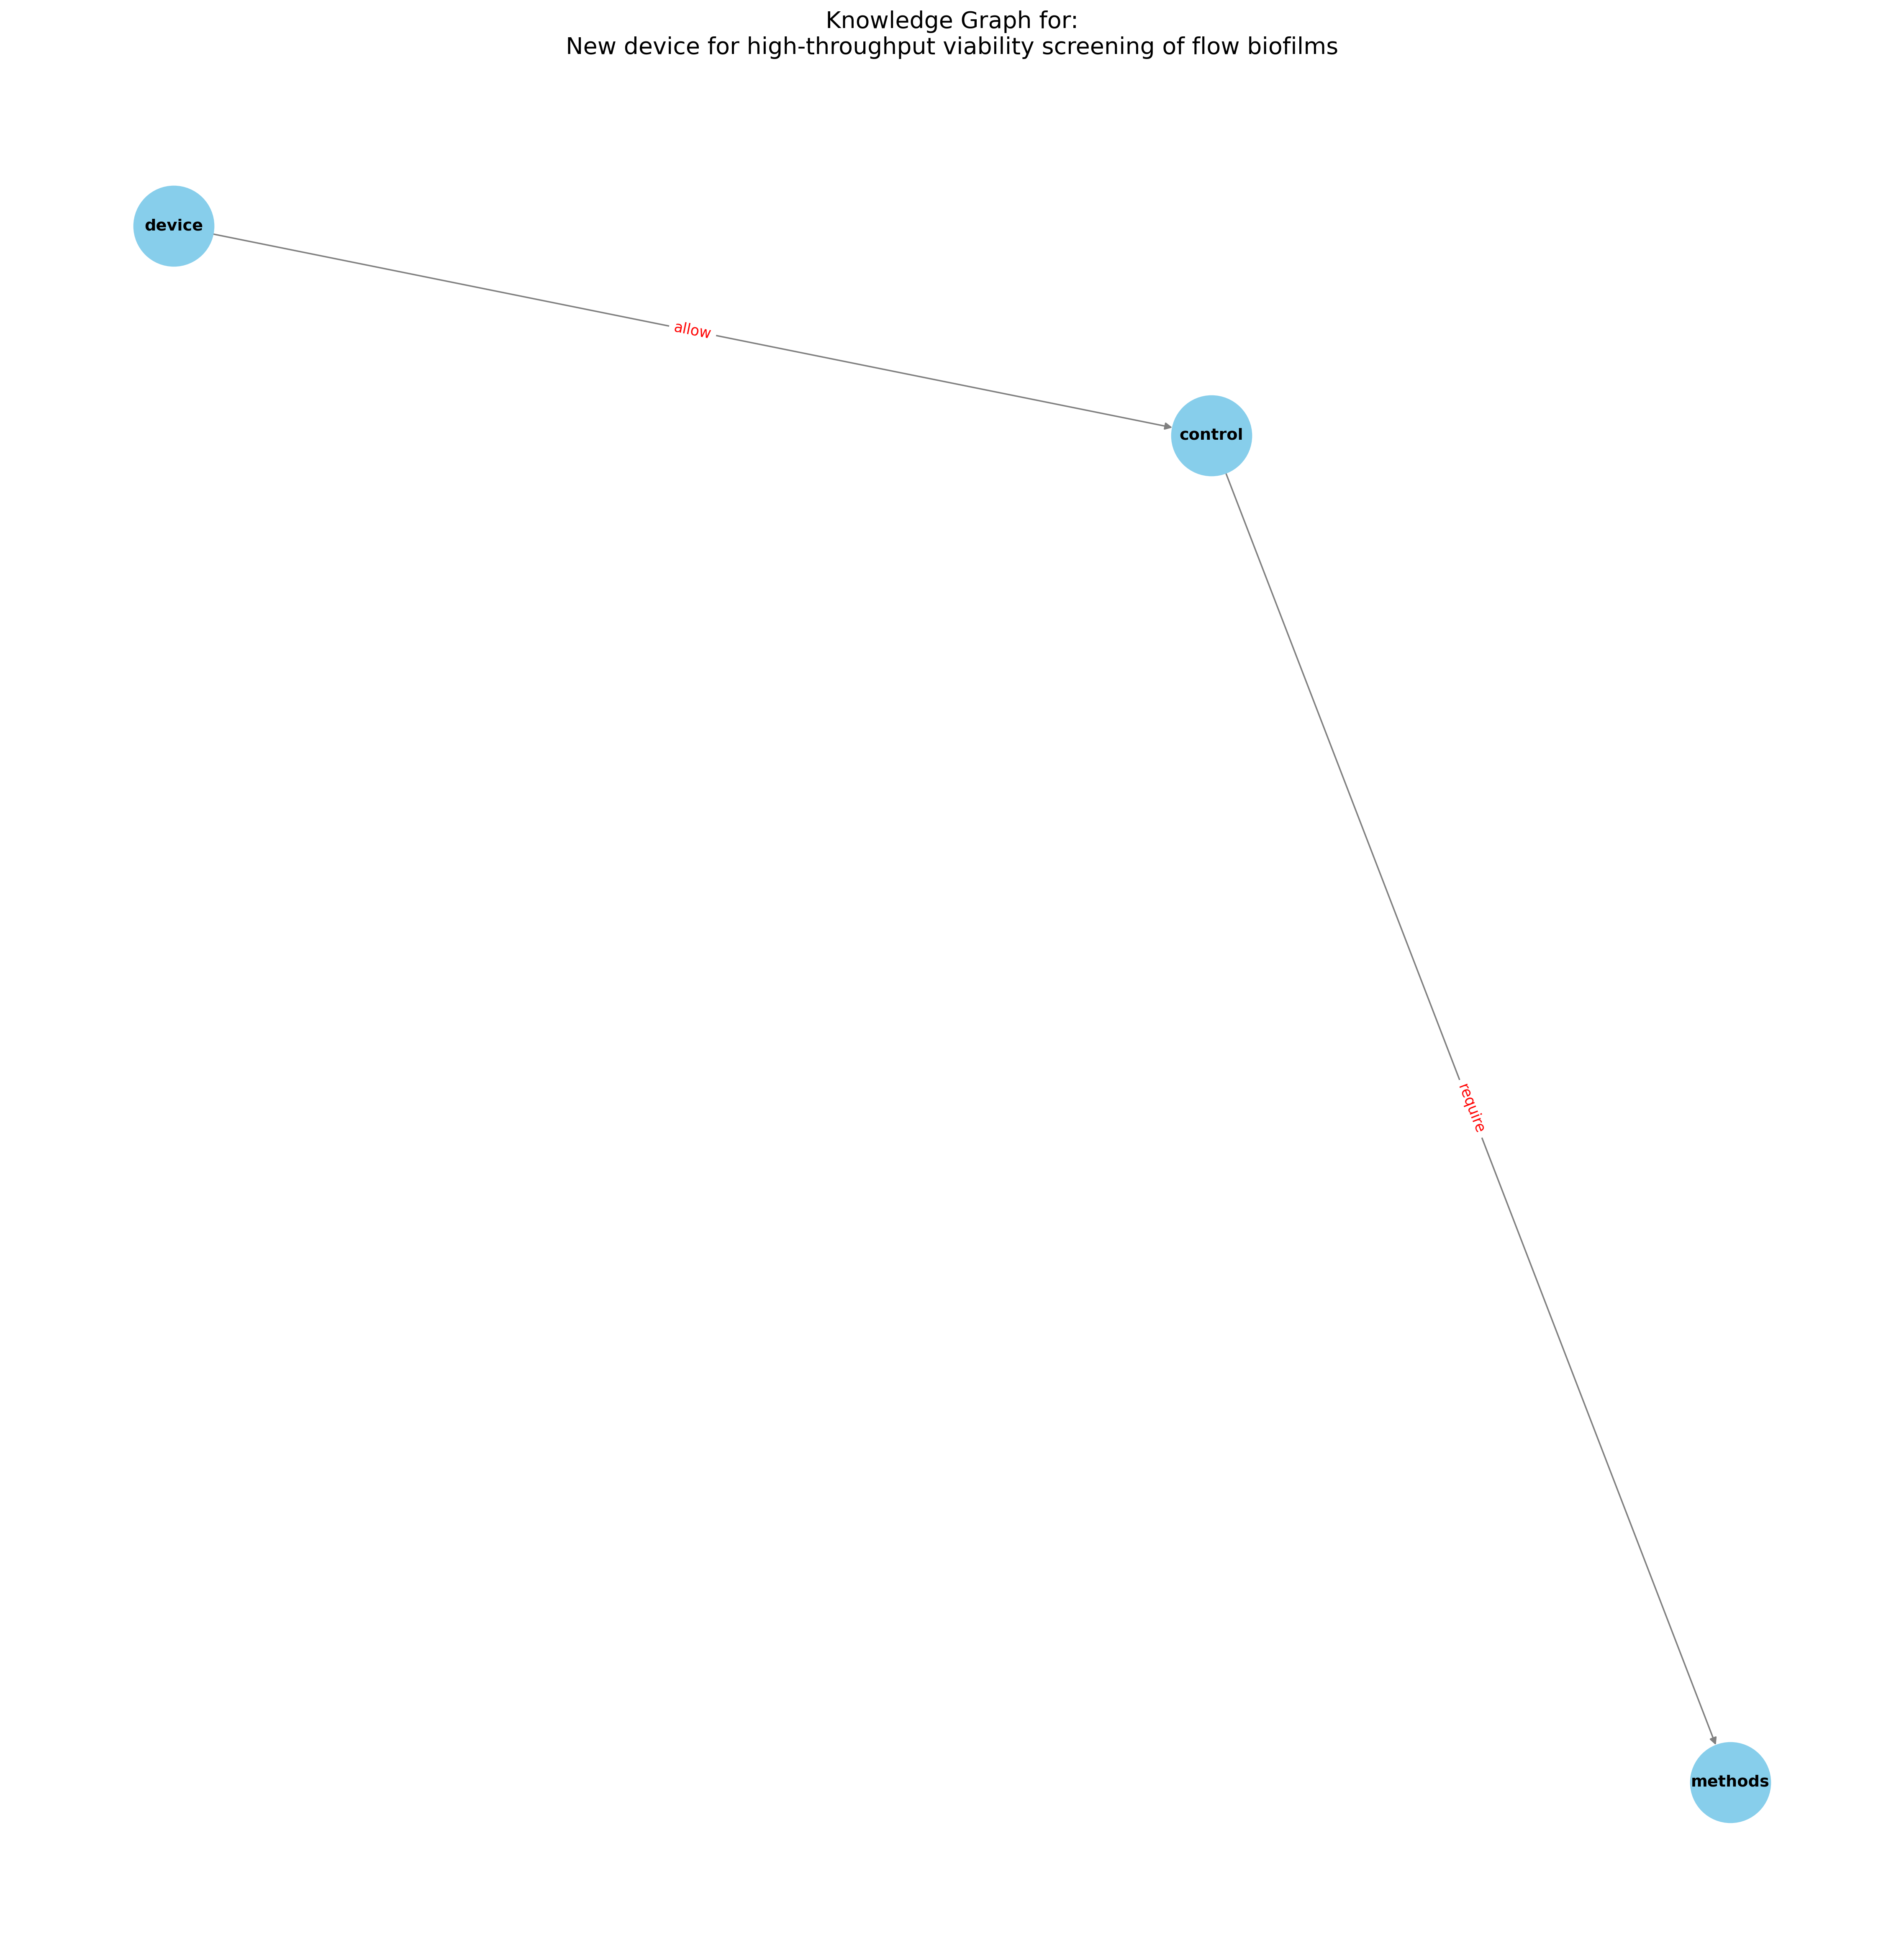 Knowledge Graph for:
New device for high-throughput viability screening of flow biofilms
device
allow
control
require
methods